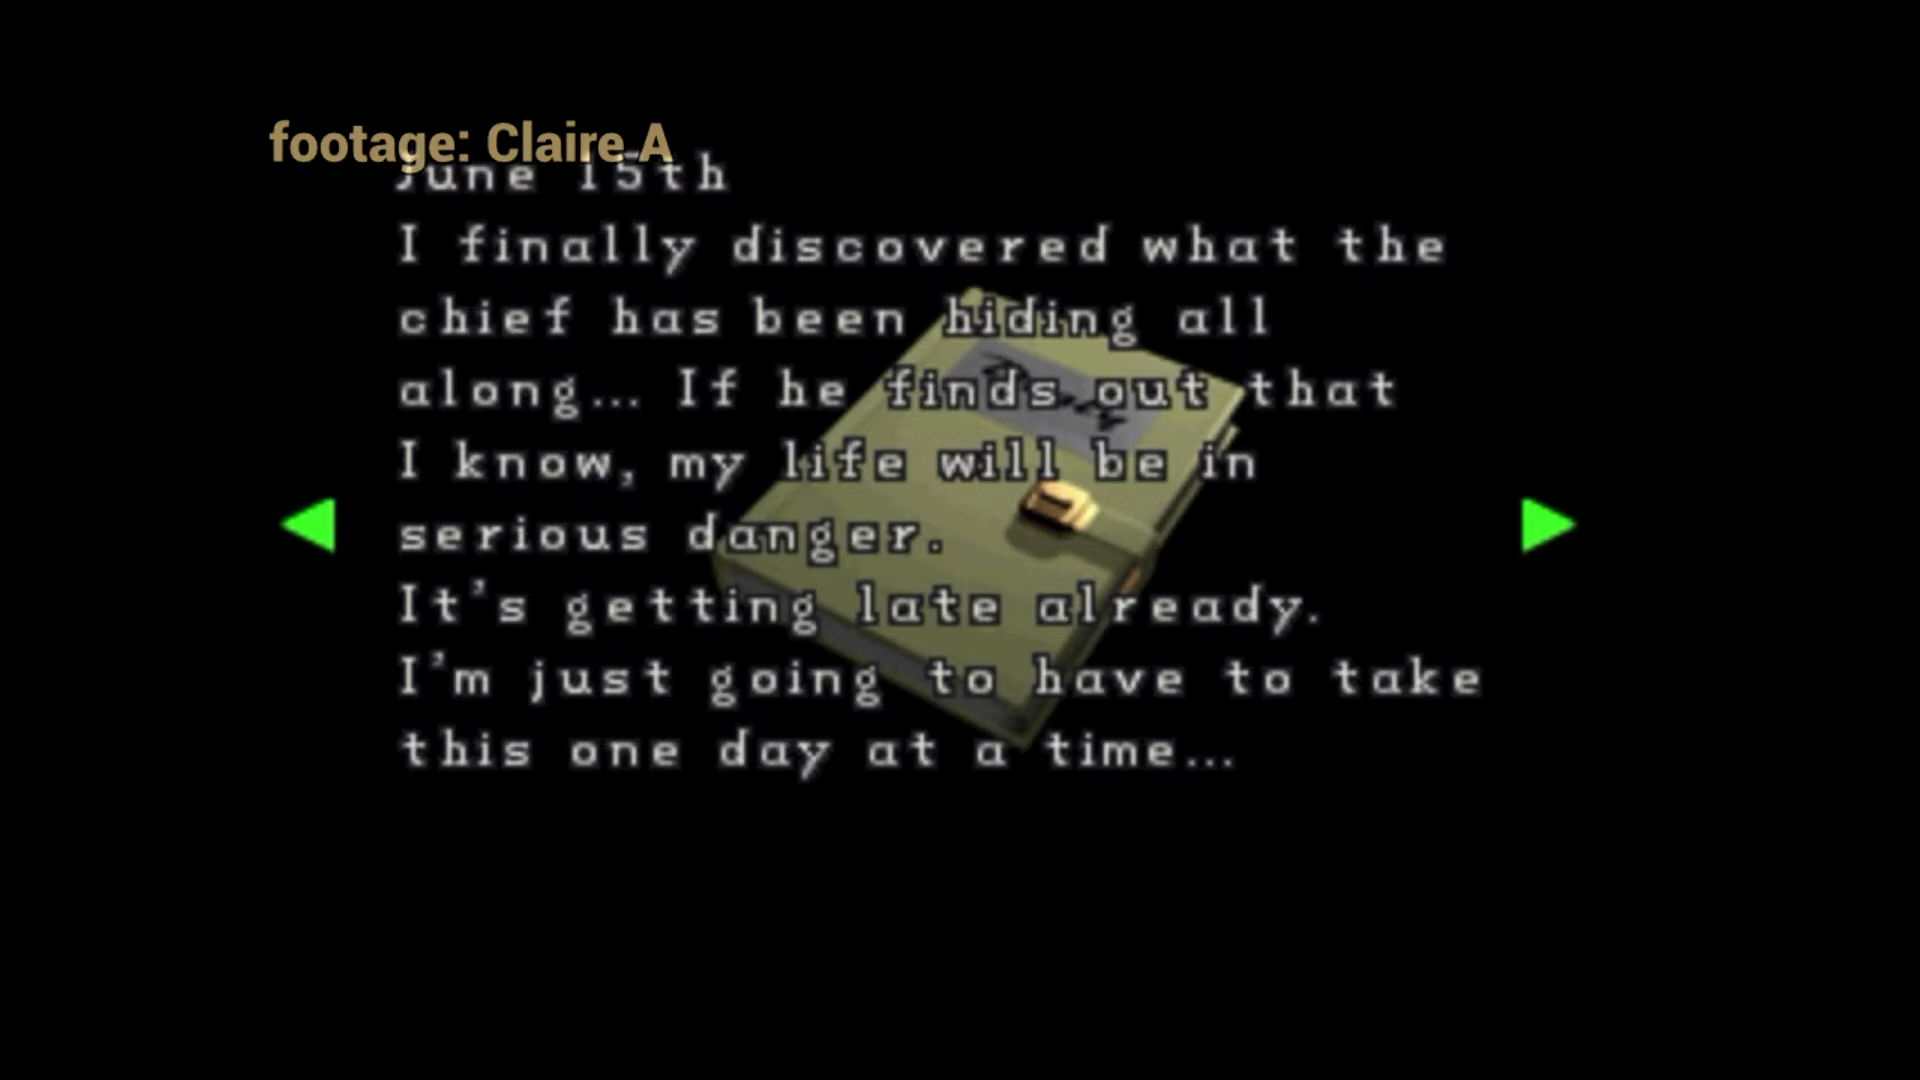 footage: Claire A
June 15th
I finally discovered what the
chief has been hiding all
along... If he finds out that
I know, my life will be in
serious danger.
It's getting late already.
I'm just going to have to take
this one day at a time...
Diary